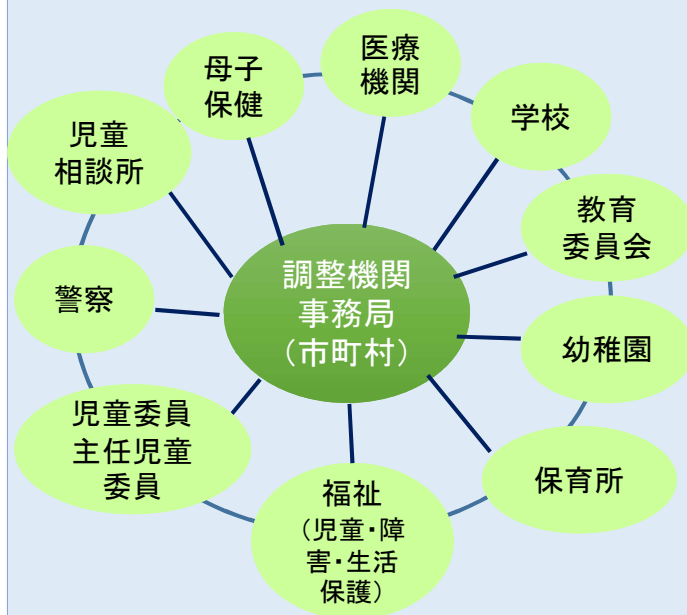 医療
機関
母子
保健
学校
児童
相談所
教育
委員会
調整機関
事務局
（市町村）
警察
幼稚園
児童委員
主任児童
委員
保育所
福祉
（児童・障
害・生活
保護）